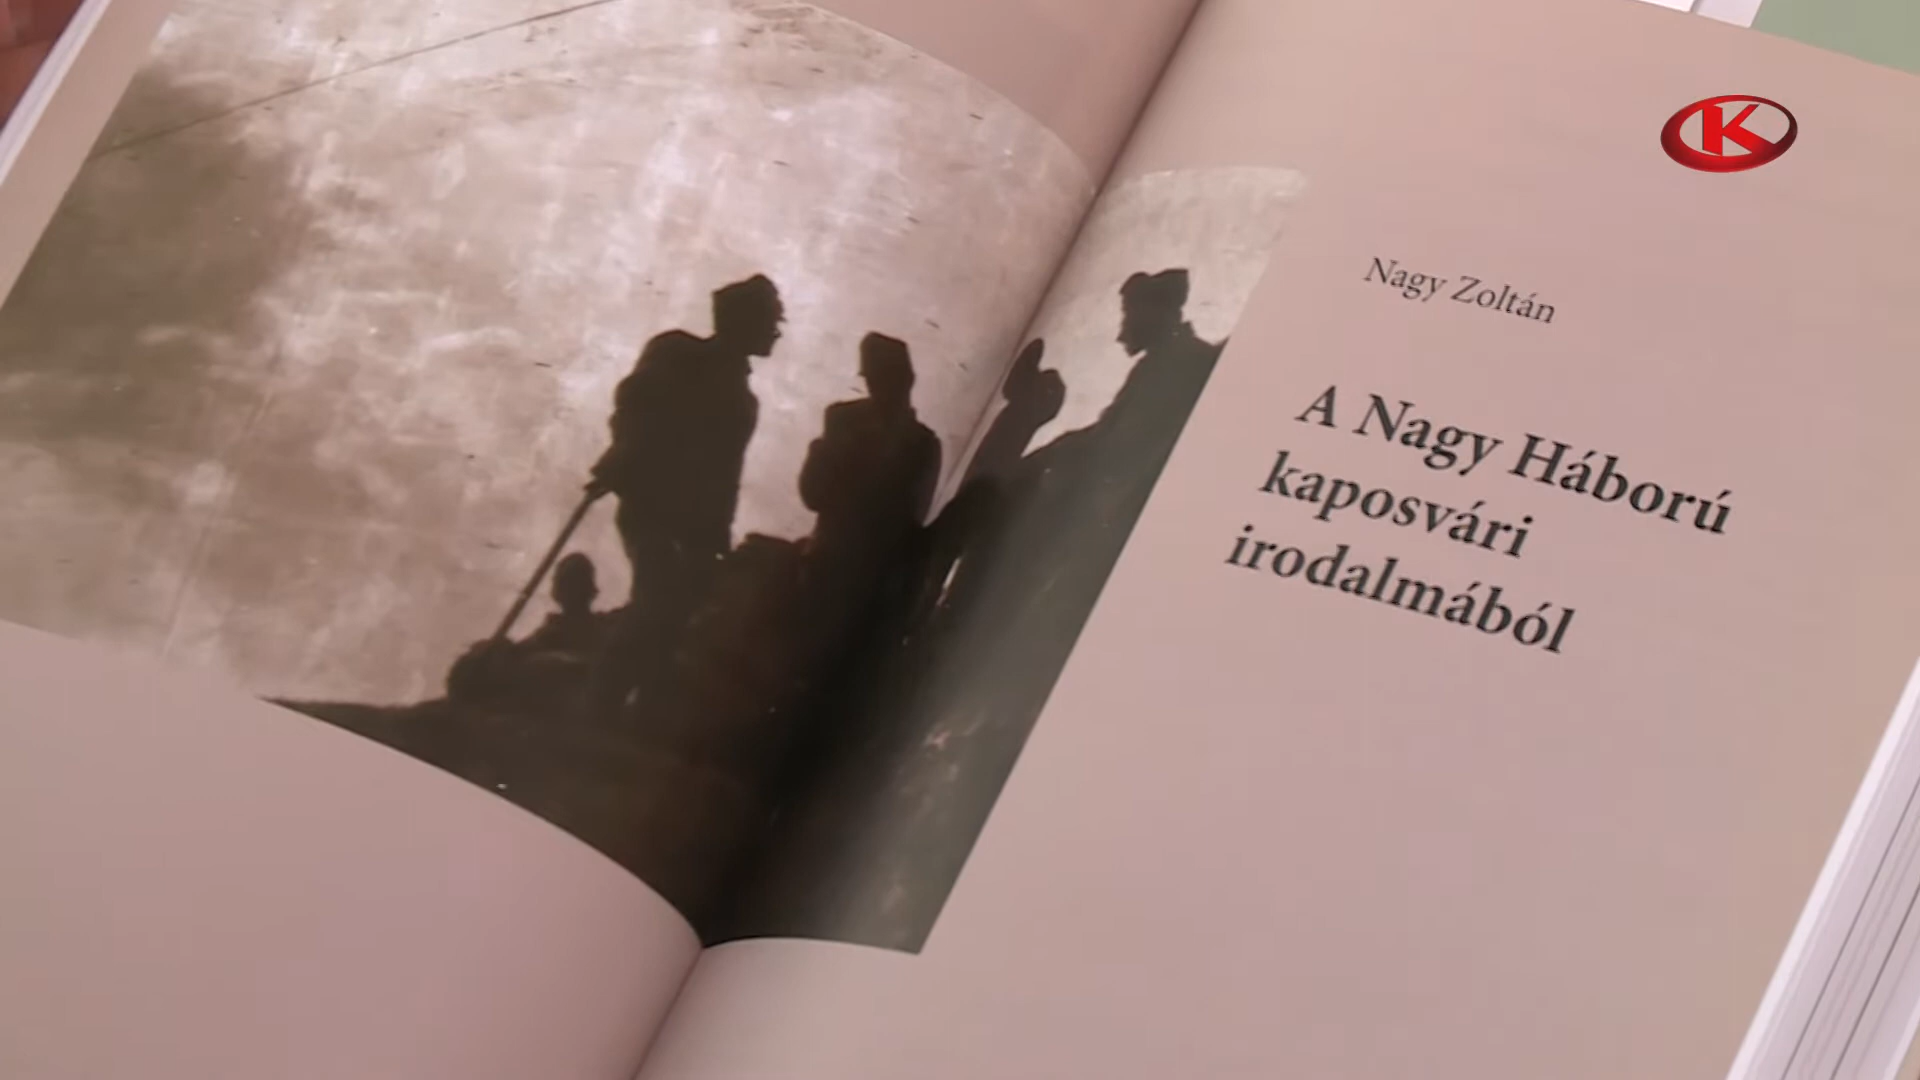 K
Nagy Zoltán
A Nagy Háború
kaposvári
irodalmából